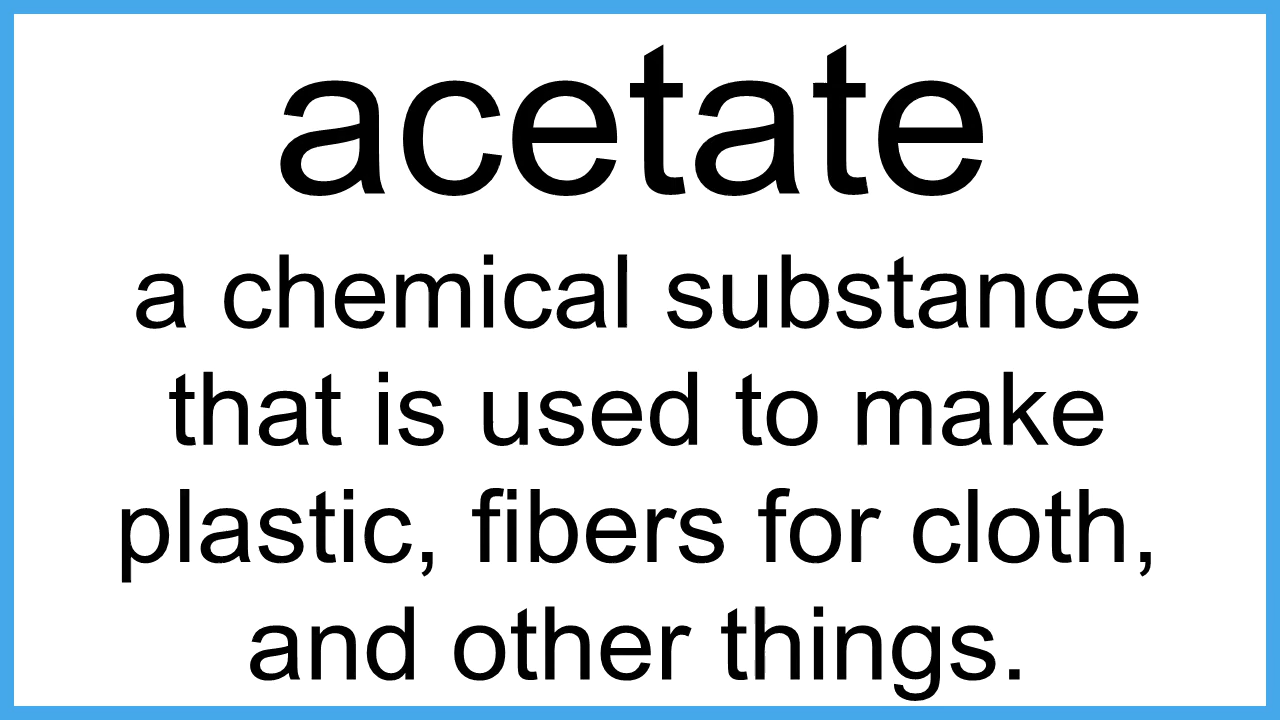 acetate
a chemical substance
that is used to make
plastic, fibers for cloth,
and other things.